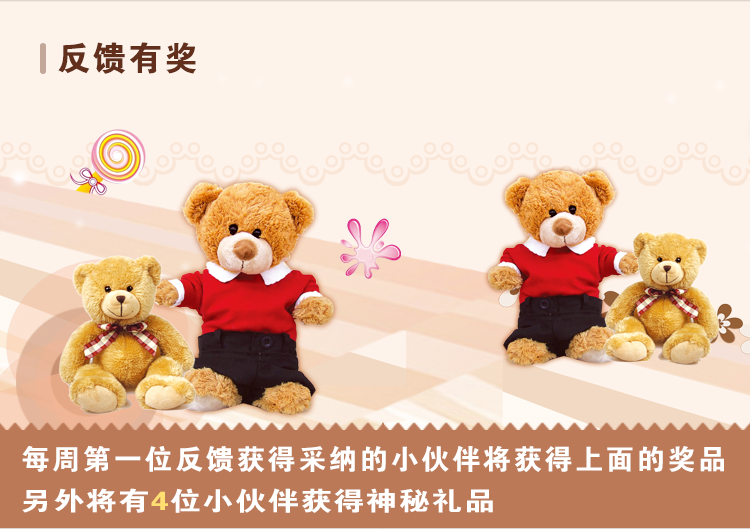 反馈有奖
每周第一位反馈获得采纳的小伙伴将获得上面的奖品
另外将有4位小伙伴获得神秘礼品